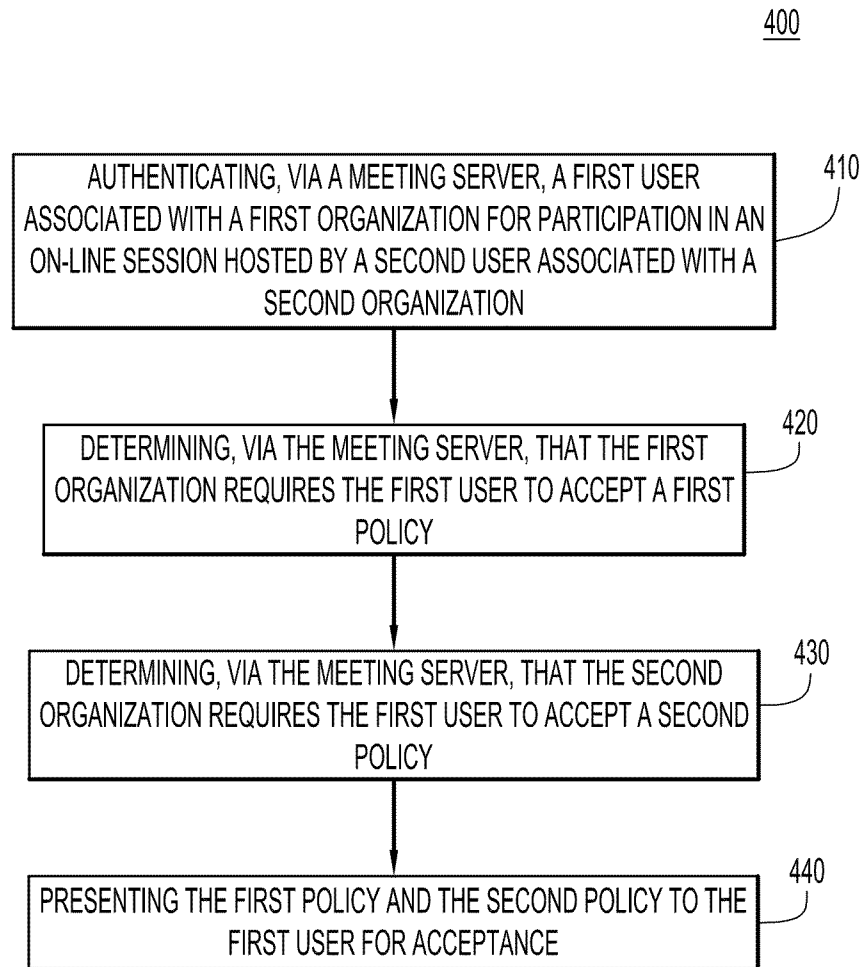 400
AUTHENTICATING, VIA A MEETING SERVER, A FIRST USER
ASSOCIATED WITH A FIRST ORGANIZATION FOR PARTICIPATION IN AN
ON-LINE SESSION HOSTED BY A SECOND USER ASSOCIATED WITH A
SECOND ORGANIZATION
410
DETERMINING, VIA THE MEETING SERVER, THAT THE FIRST
ORGANIZATION REQUIRES THE FIRST USER TO ACCEPT A FIRST
POLICY
420
DETERMINING, VIA THE MEETING SERVER, THAT THE SECOND
ORGANIZATION REQUIRES THE FIRST USER TO ACCEPT A SECOND
POLICY
430
PRESENTING THE FIRST POLICY AND THE SECOND POLICY TO THE
FIRST USER FOR ACCEPTANCE
440